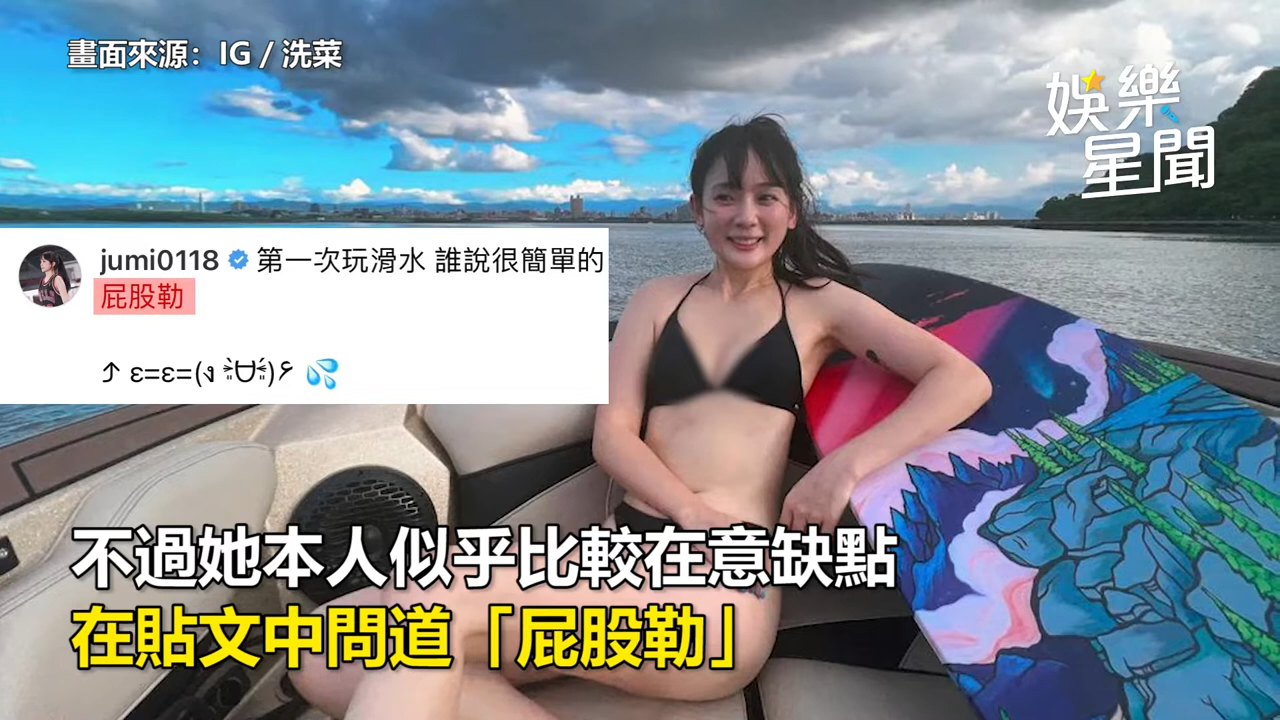 畫面來源：IG / 洗菜
娛樂
星聞
jumi0118 第一次玩滑水 誰說很簡單的
屁股勒
↑ ε=ε=(ง ⁼̴̀ᗨ⁼̴́)۶ 💦
不過她本人似乎比較在意缺點
在貼文中問道「屁股勒」